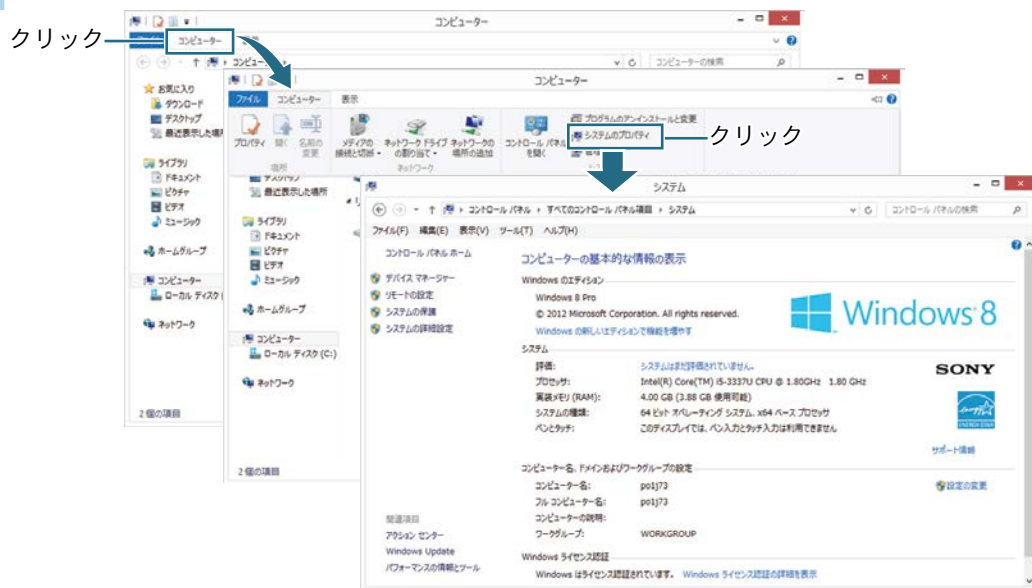 コンピューター
クリック
コンピューター
コンピューターの検索
お気に入り
ダウンロード
デスクトップ
最近表示した場所
ライブラリ
ドキュメント
ピクチャ
ビデオ
ミュージック
ホームグループ
コンピューター
ローカル ディスク (
ネットワーク
2 個の項目
コンピューター
ファイル コンピューター 表示
プロパティ 開く 名前の変更
メディアの接続と切断
ネットワーク ドライブの割り当て
ネットワークの場所の追加
コントロール パネルを開く
プログラムのアンインストールと変更
システムのプロパティ
クリック
場所 ネットワーク
最近表示した場所
ライブラリ
ドキュメント
ピクチャ
ビデオ
ミュージック
ホームグループ
コンピューター
ローカル ディスク (C:)
ネットワーク
2 個の項目
システム
コントロール パネル すべてのコントロール パネル項目 システム
コントロール パネルの検索
ファイル(F) 編集(E) 表示(V) ツール(T) ヘルプ(H)
コントロール パネル ホーム
デバイス マネージャー
リモートの設定
システムの保護
システムの詳細設定
関連項目
アクション センター
Windows Update
パフォーマンスの情報とツール
コンピューターの基本的な情報の表示
Windows のエディション
Windows 8 Pro
© 2012 Microsoft Corporation. All rights reserved.
Windows の新しいエディションで機能を増やす
Windows 8
システム
評価: システムはまだ評価されていません。
プロセッサ: Intel(R) Core(TM) i5-3337U CPU @ 1.80GHz 1.80 GHz
実装メモリ (RAM): 4.00 GB (3.88 GB 使用可能)
システムの種類: 64 ビット オペレーティング システム、x64 ベース プロセッサ
ペンとタッチ: このディスプレイでは、ペン入力とタッチ入力は利用できません
SONY
ENERGY STAR
サポート情報
コンピューター名、ドメインおよびワークグループの設定
コンピューター名: po1j73
フル コンピューター名: po1j73
コンピューターの説明:
ワークグループ: WORKGROUP
設定の変更
Windows ライセンス認証
Windows はライセンス認証されています。 Windows ライセンス認証の詳細を表示